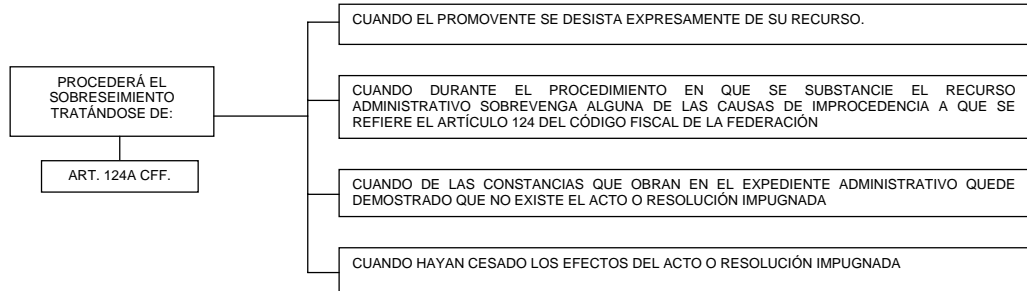 CUANDO EL PROMOVENTE SE DESISTA EXPRESAMENTE DE SU RECURSO.
PROCEDERÁ EL
SOBRESEIMIENTO
TRATÁNDOSE DE:
ART. 124A CFF.
CUANDO DURANTE EL PROCEDIMIENTO EN QUE SE SUBSTANCIE EL RECURSO
ADMINISTRATIVO SOBREVENGA ALGUNA DE LAS CAUSAS DE IMPROCEDENCIA A QUE SE
REFIERE EL ARTÍCULO 124 DEL CÓDIGO FISCAL DE LA FEDERACIÓN
CUANDO DE LAS CONSTANCIAS QUE OBRAN EN EL EXPEDIENTE ADMINISTRATIVO QUEDE
DEMOSTRADO QUE NO EXISTE EL ACTO O RESOLUCIÓN IMPUGNADA
CUANDO HAYAN CESADO LOS EFECTOS DEL ACTO O RESOLUCIÓN IMPUGNADA